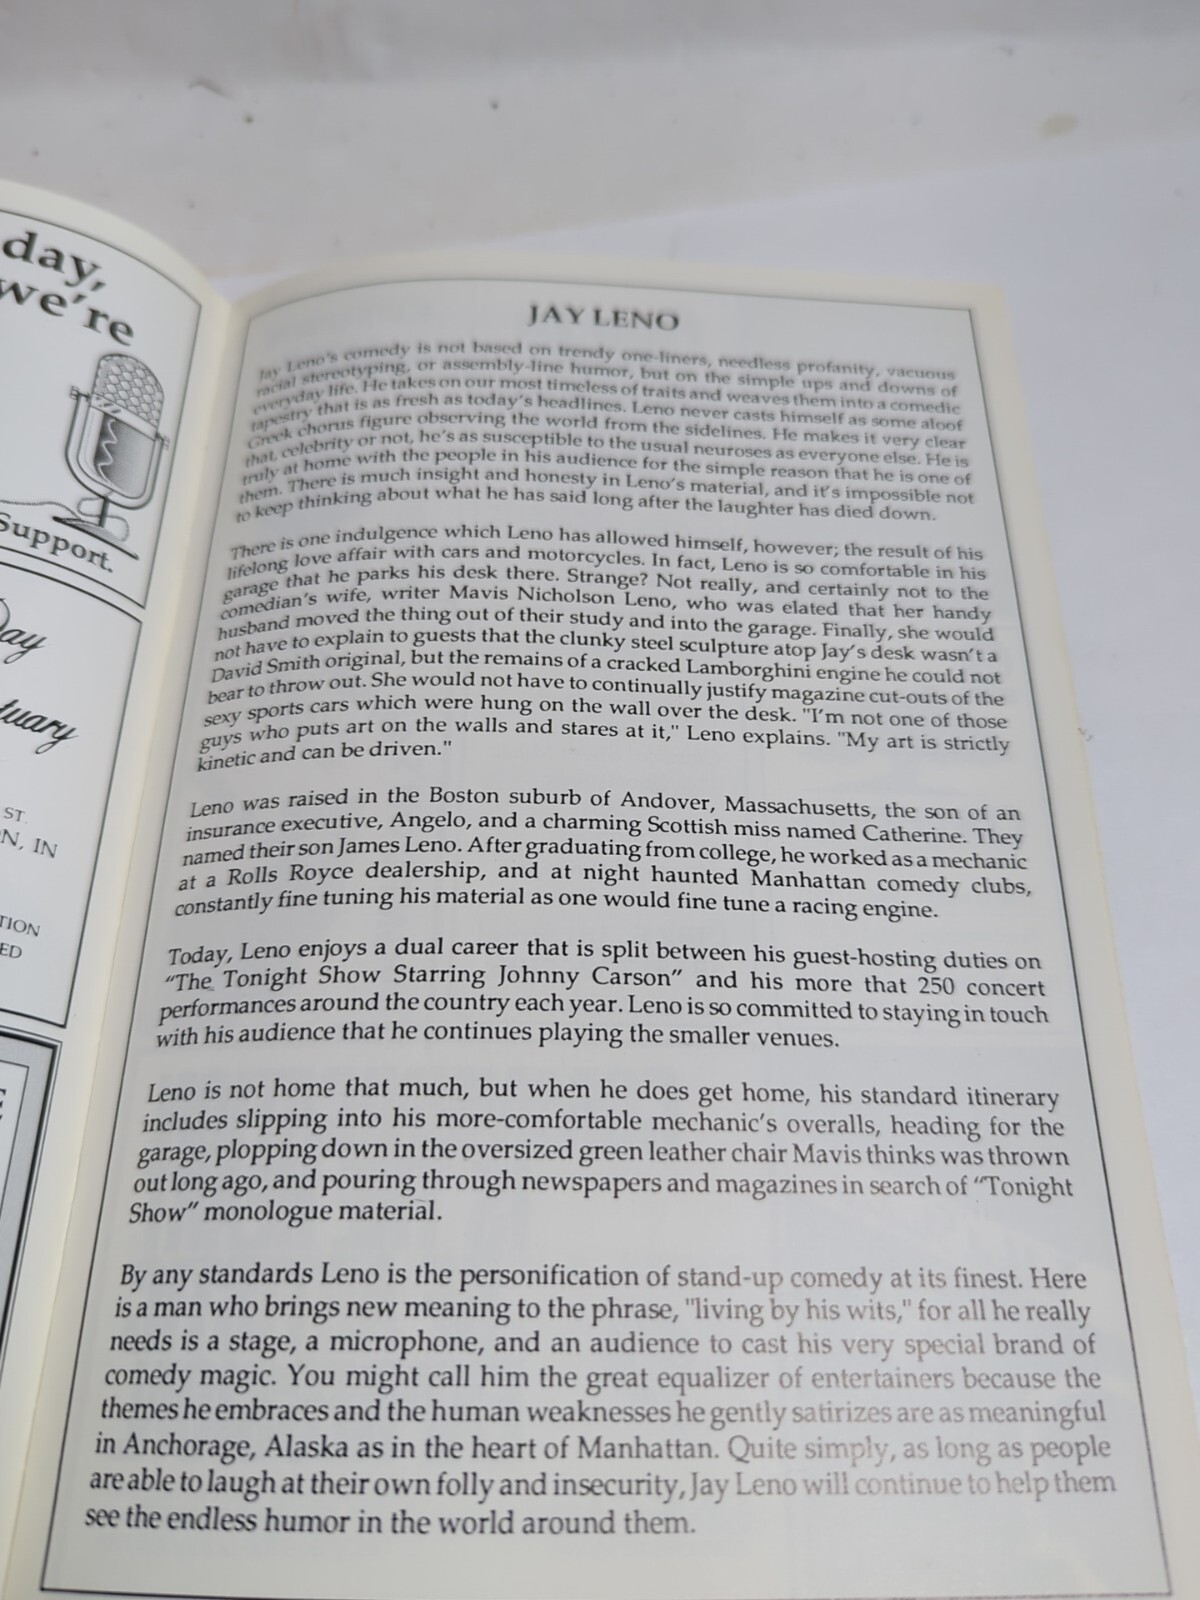 day,
we're
Support.
Day
tuary
ST.
N, IN
TION
ED
JAY LENO
Jay Leno's comedy is not based on trendy one-liners, needless profanity, vacuous
racial stereotyping, or assembly-line humor, but on the simple ups and downs of
everyday life. He takes on our most timeless of traits and weaves them into a comedic
tapestry that is as fresh as today's headlines. Leno never casts himself as some aloof
Greek chorus figure observing the world from the sidelines. He makes it very clear
that, celebrity or not, he's as susceptible to the usual neuroses as everyone else. He is
truly at home with the people in his audience for the simple reason that he is one of
them. There is much insight and honesty in Leno's material, and it's impossible not
to keep thinking about what he has said long after the laughter has died down.
There is one indulgence which Leno has allowed himself, however; the result of his
lifelong love affair with cars and motorcycles. In fact, Leno is so comfortable in his
garage that he parks his desk there. Strange? Not really, and certainly not to the
comedian's wife, writer Mavis Nicholson Leno, who was elated that her handy
husband moved the thing out of their study and into the garage. Finally, she would
not have to explain to guests that the clunky steel sculpture atop Jay's desk wasn't a
David Smith original, but the remains of a cracked Lamborghini engine he could not
bear to throw out. She would not have to continually justify magazine cut-outs of the
sexy sports cars which were hung on the wall over the desk. "I'm not one of those
guys who puts art on the walls and stares at it," Leno explains. "My art is strictly
kinetic and can be driven."
Leno was raised in the Boston suburb of Andover, Massachusetts, the son of an
insurance executive, Angelo, and a charming Scottish miss named Catherine. They
named their son James Leno. After graduating from college, he worked as a mechanic
at a Rolls Royce dealership, and at night haunted Manhattan comedy clubs,
constantly fine tuning his material as one would fine tune a racing engine.
Today, Leno enjoys a dual career that is split between his guest-hosting duties on
"The Tonight Show Starring Johnny Carson" and his more that 250 concert
performances around the country each year. Leno is so committed to staying in touch
with his audience that he continues playing the smaller venues.
Leno is not home that much, but when he does get home, his standard itinerary
includes slipping into his more-comfortable mechanic's overalls, heading for the
garage, plopping down in the oversized green leather chair Mavis thinks was thrown
out long ago, and pouring through newspapers and magazines in search of "Tonight
Show" monologue material.
By any standards Leno is the personification of stand-up comedy at its finest. Here
is a man who brings new meaning to the phrase, "living by his wits," for all he really
needs is a stage, a microphone, and an audience to cast his very special brand of
comedy magic. You might call him the great equalizer of entertainers because the
themes he embraces and the human weaknesses he gently satirizes are as meaningful
in Anchorage, Alaska as in the heart of Manhattan. Quite simply, as long as people
are able to laugh at their own folly and insecurity, Jay Leno will continue to help them
see the endless humor in the world around them.